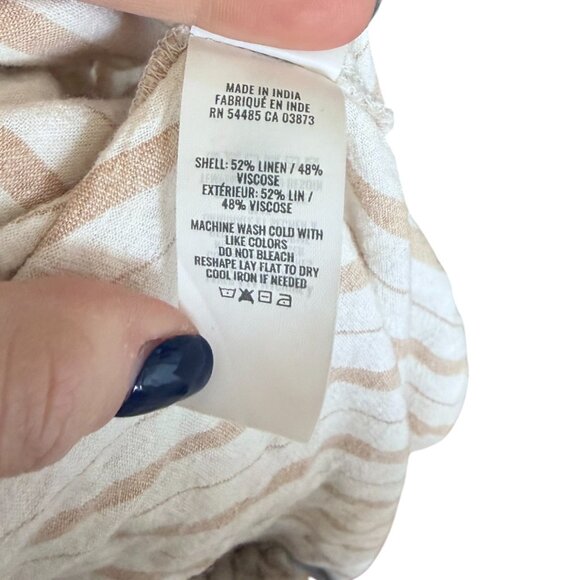 MADE IN INDIA
FABRIQUÉ EN INDE
RN 54485 CA 03873
SHELL: 52% LINEN / 48%
VISCOSE
EXTÉRIEUR: 52% LIN /
48% VISCOSE
MACHINE WASH COLD WITH
LIKE COLORS
DO NOT BLEACH
RESHAPE LAY FLAT TO DRY
COOL IRON IF NEEDED